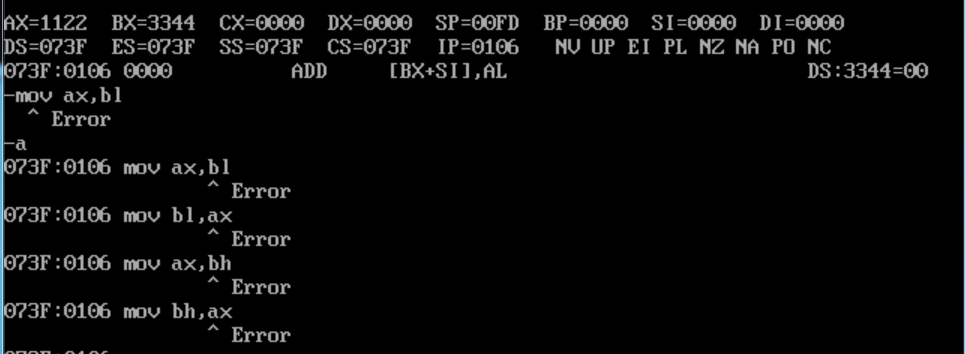 AX=1122  BX=3344  CX=0000  DX=0000  SP=00FD  BP=0000  SI=0000  DI=0000
DS=073F  ES=073F  SS=073F  CS=073F  IP=0106   NV UP EI PL NZ NA PO NC
073F:0106 0000          ADD     [BX+SI],AL                         DS:3344=00
-mov ax,bl
  ^ Error
-a
073F:0106 mov ax,bl
                 ^ Error
073F:0106 mov bl,ax
                 ^ Error
073F:0106 mov ax,bh
                 ^ Error
073F:0106 mov bh,ax
                 ^ Error
073F:0106